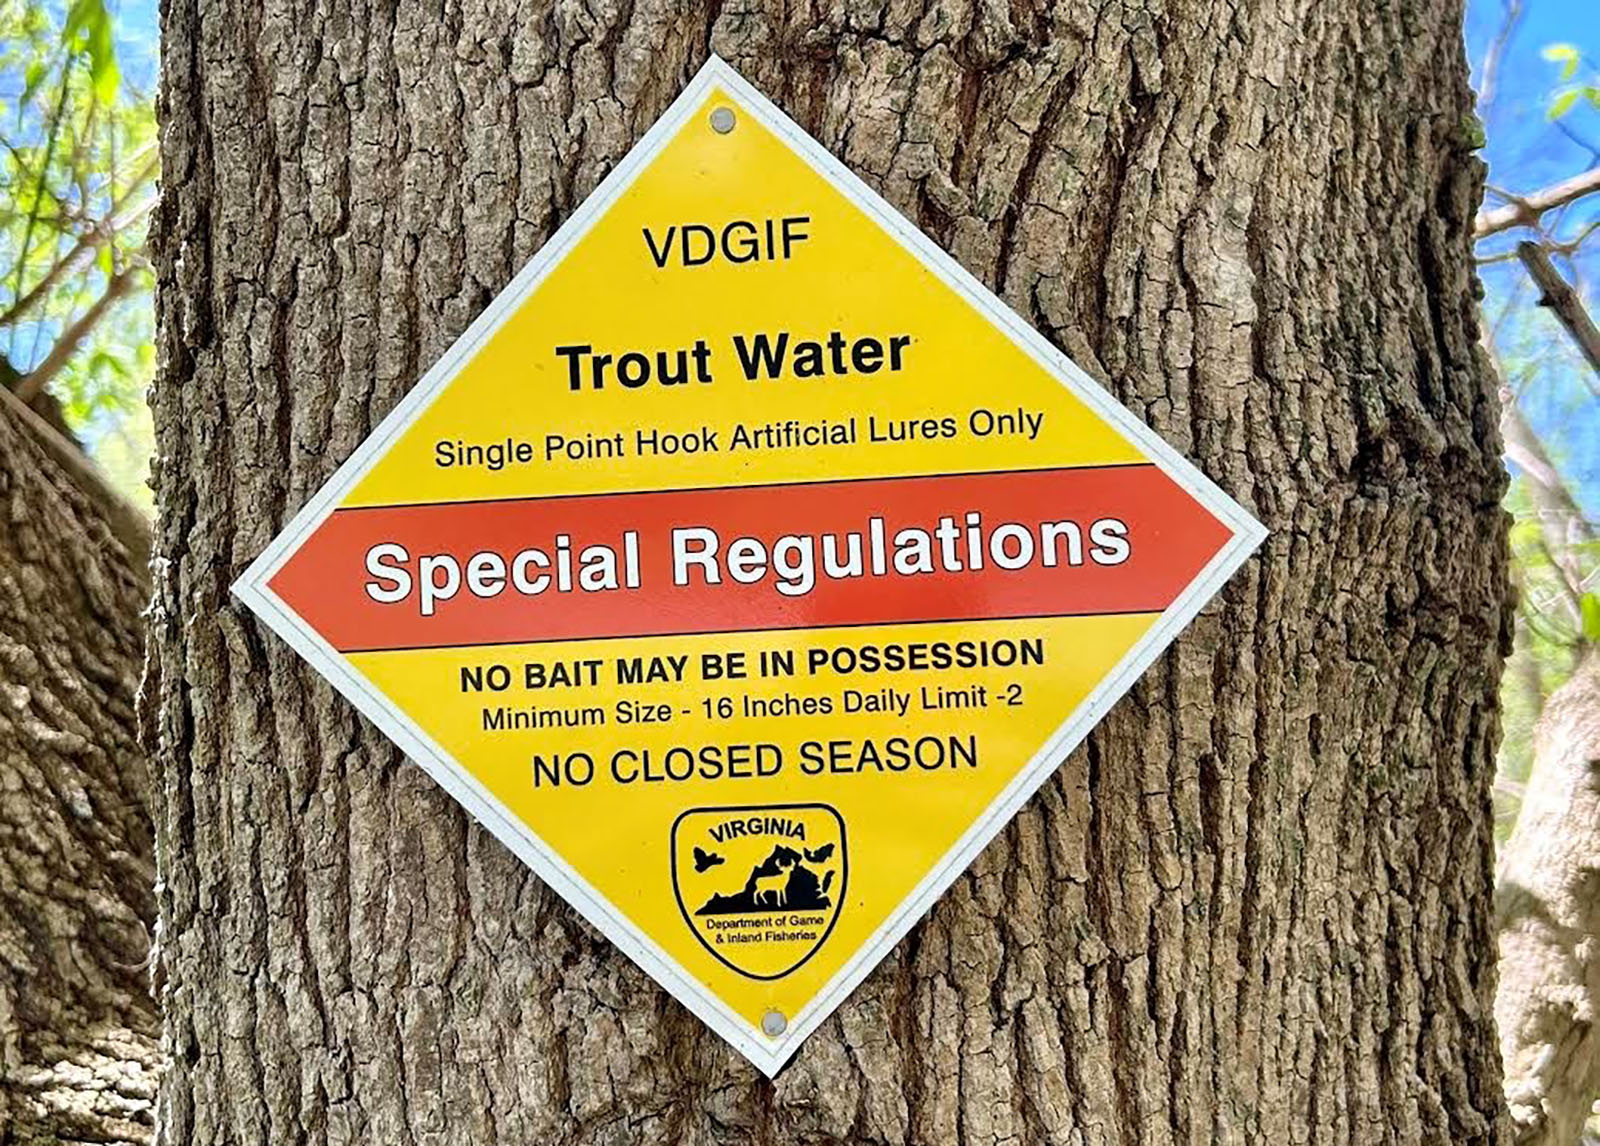 VDGIF
Trout Water
Single Point Hook Artificial Lures Only
Special Regulations
NO BAIT MAY BE IN POSSESSION
Minimum Size - 16 Inches Daily Limit -2
NO CLOSED SEASON
VIRGINIA
Department of Game
& Inland Fisheries